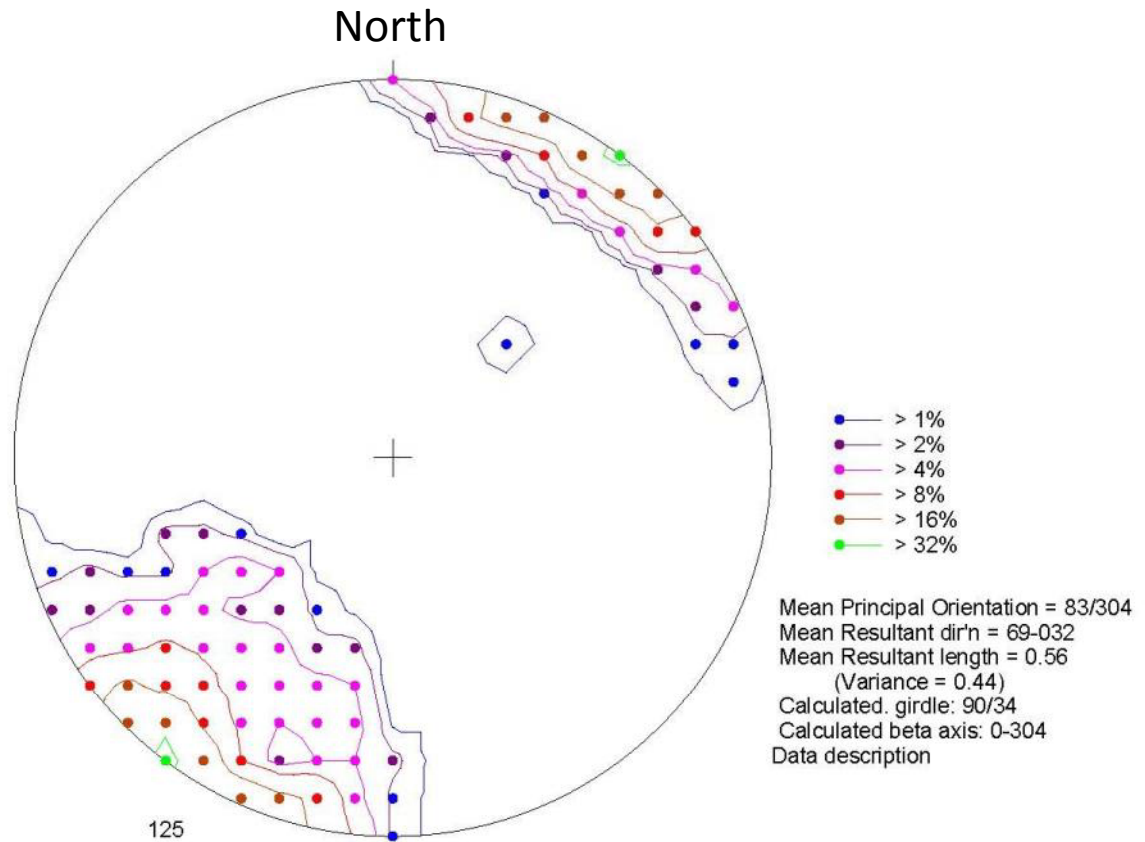 North
> 1%
> 2%
> 4%
> 8%
> 16%
> 32%
Mean Principal Orientation = 83/304
Mean Resultant dir'n = 69-032
Mean Resultant length = 0.56
(Variance = 0.44)
Calculated. girdle: 90/34
Calculated beta axis: 0-304
Data description
125